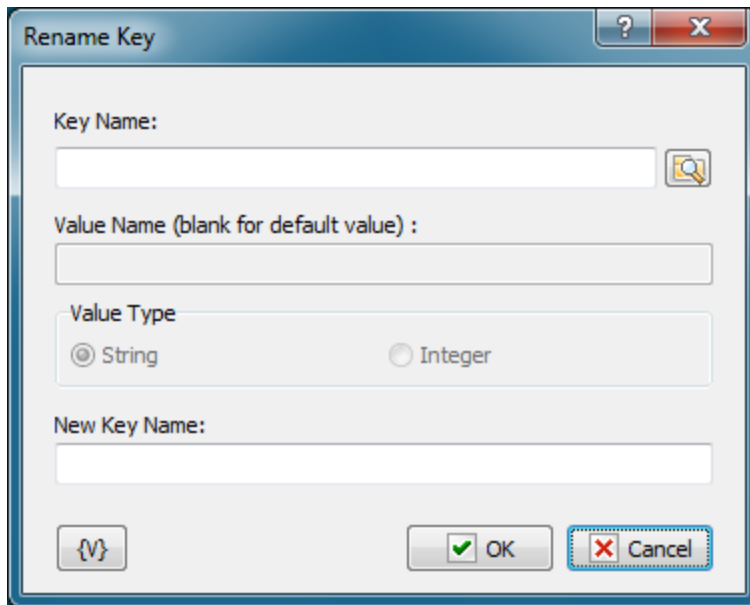 Rename Key
?
Key Name:
Value Name (blank for default value) :
Value Type
String Integer
New Key Name:
{V} OK Cancel